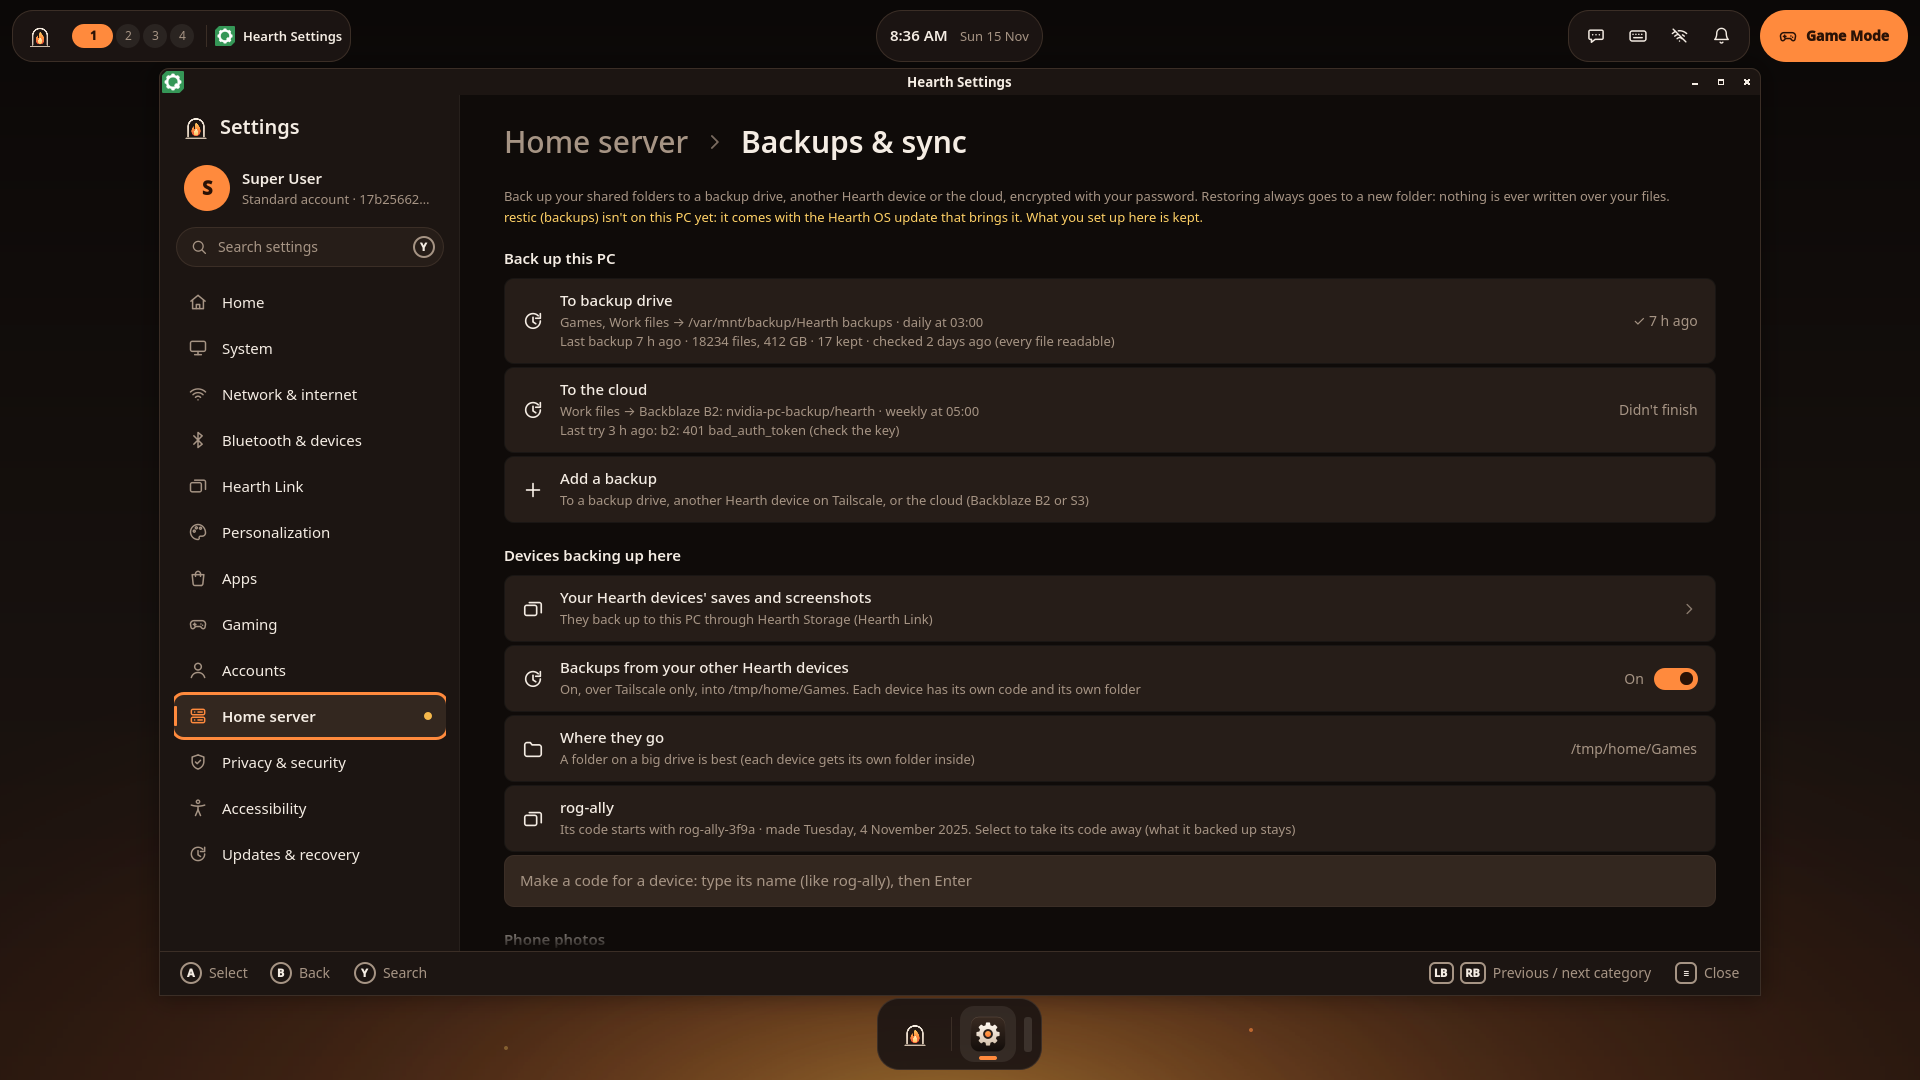 1 2 3 4 Hearth Settings 8:36 AM Sun 15 Nov Game Mode
Hearth Settings
Settings
S Super User
Standard account · 17b25662...
Search settings Y
Home
System
Network & internet
Bluetooth & devices
Hearth Link
Personalization
Apps
Gaming
Accounts
Home server
Privacy & security
Accessibility
Updates & recovery
Home server > Backups & sync
Back up your shared folders to a backup drive, another Hearth device or the cloud, encrypted with your password. Restoring always goes to a new folder: nothing is ever written over your files.
restic (backups) isn't on this PC yet: it comes with the Hearth OS update that brings it. What you set up here is kept.
Back up this PC
To backup drive
Games, Work files → /var/mnt/backup/Hearth backups · daily at 03:00
Last backup 7 h ago · 18234 files, 412 GB · 17 kept · checked 2 days ago (every file readable)
✓ 7 h ago
To the cloud
Work files → Backblaze B2: nvidia-pc-backup/hearth · weekly at 05:00
Last try 3 h ago: b2: 401 bad_auth_token (check the key)
Didn't finish
Add a backup
To a backup drive, another Hearth device on Tailscale, or the cloud (Backblaze B2 or S3)
Devices backing up here
Your Hearth devices' saves and screenshots
They back up to this PC through Hearth Storage (Hearth Link)
Backups from your other Hearth devices
On, over Tailscale only, into /tmp/home/Games. Each device has its own code and its own folder
On
Where they go
A folder on a big drive is best (each device gets its own folder inside)
/tmp/home/Games
rog-ally
Its code starts with rog-ally-3f9a · made Tuesday, 4 November 2025. Select to take its code away (what it backed up stays)
Make a code for a device: type its name (like rog-ally), then Enter
Phone photos
A Select B Back Y Search LB RB Previous / next category ≡ Close